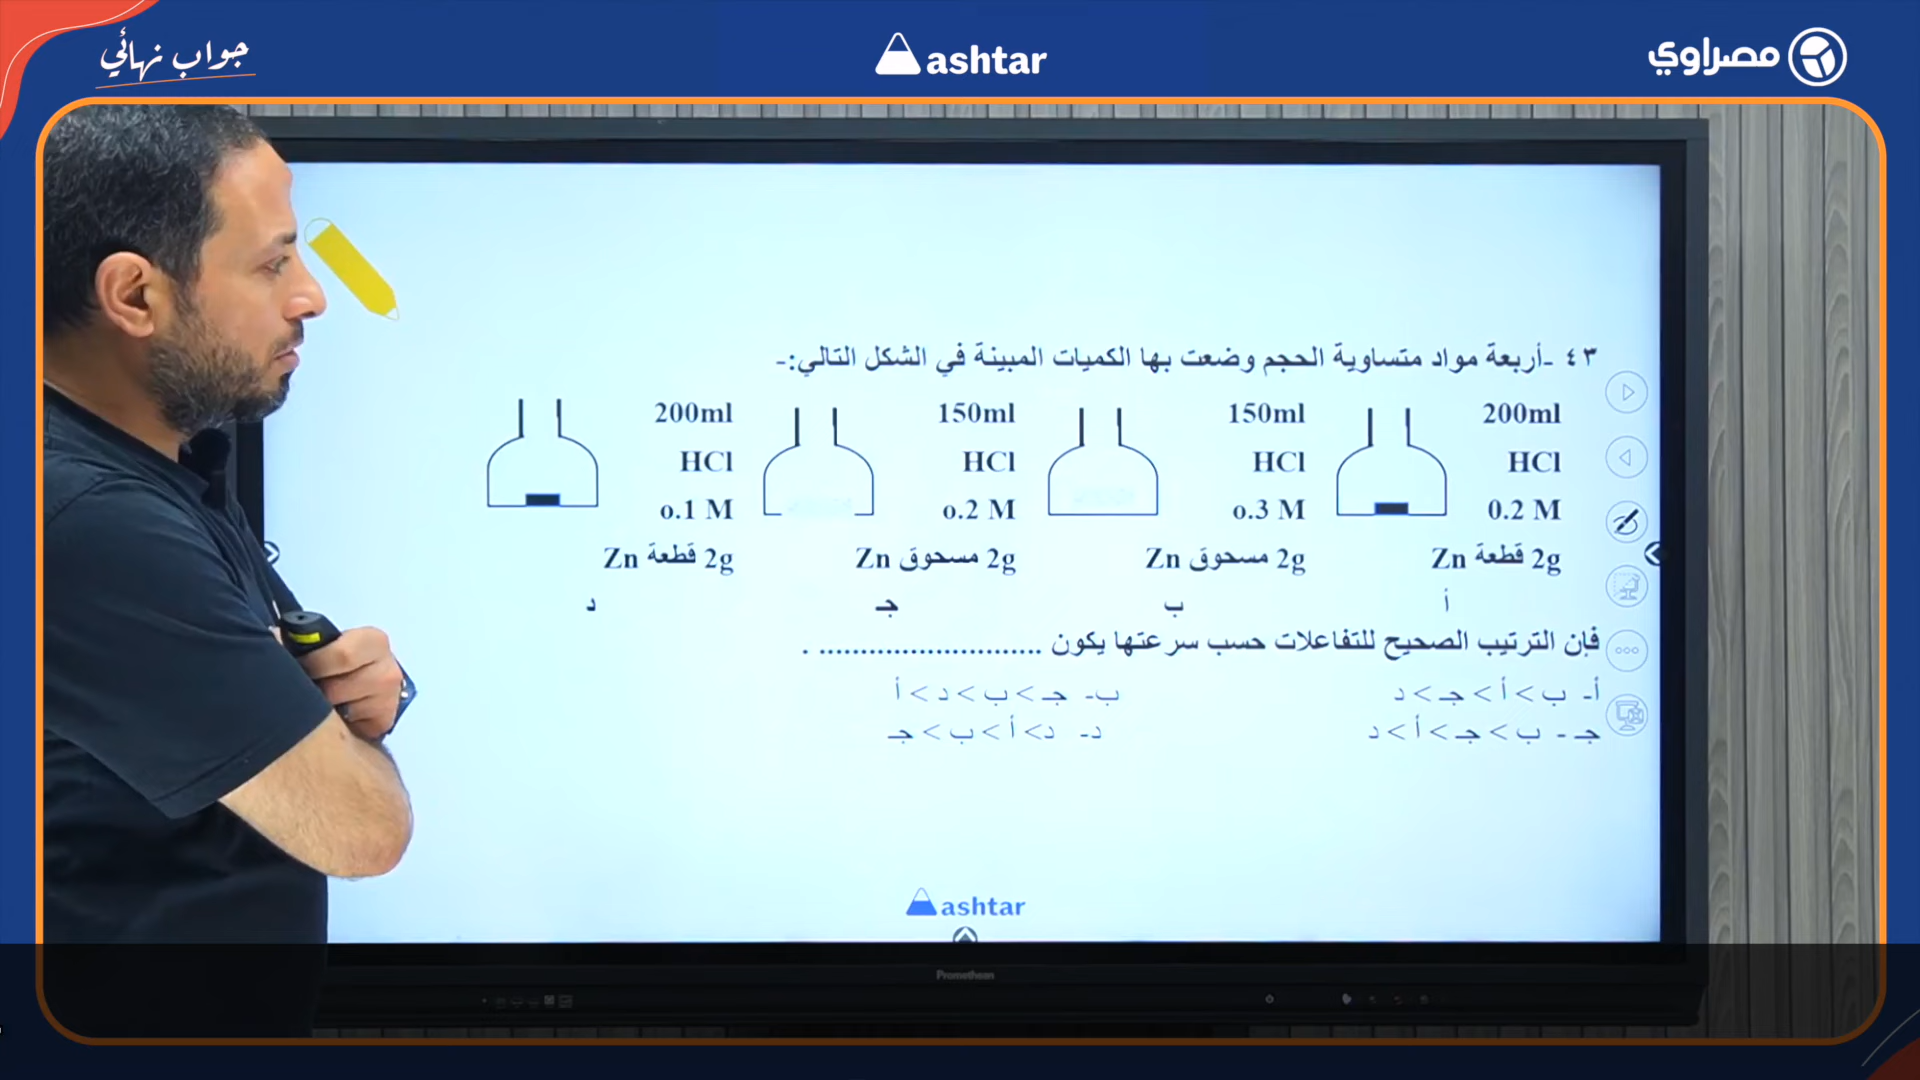 جواب نهائي
ashtar
مصراوي
٤٣ -أربعة مواد متساوية الحجم وضعت بها الكميات المبينة في الشكل التالي:-
200ml
HCl
0.2 M
2g قطعة Zn
أ
150ml
HCl
o.3 M
2g مسحوق Zn
ب
150ml
HCl
o.2 M
2g مسحوق Zn
جـ
200ml
HCl
o.1 M
2g قطعة Zn
د
فإن الترتيب الصحيح للتفاعلات حسب سرعتها يكون ........................... .
أ- ب > أ > جـ > د
ب- جـ > ب > د > أ
جـ - ب > جـ > أ > د
د- د> أ > ب > جـ
ashtar
Promethean